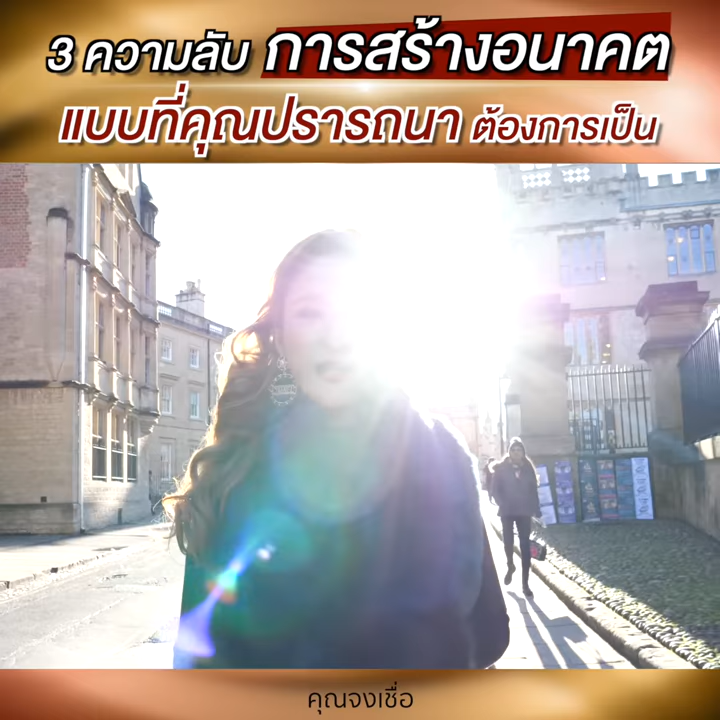 3 ความลับ การสร้างอนาคต
แบบที่คุณปรารถนา ต้องการเป็น
คุณจงเชื่อ